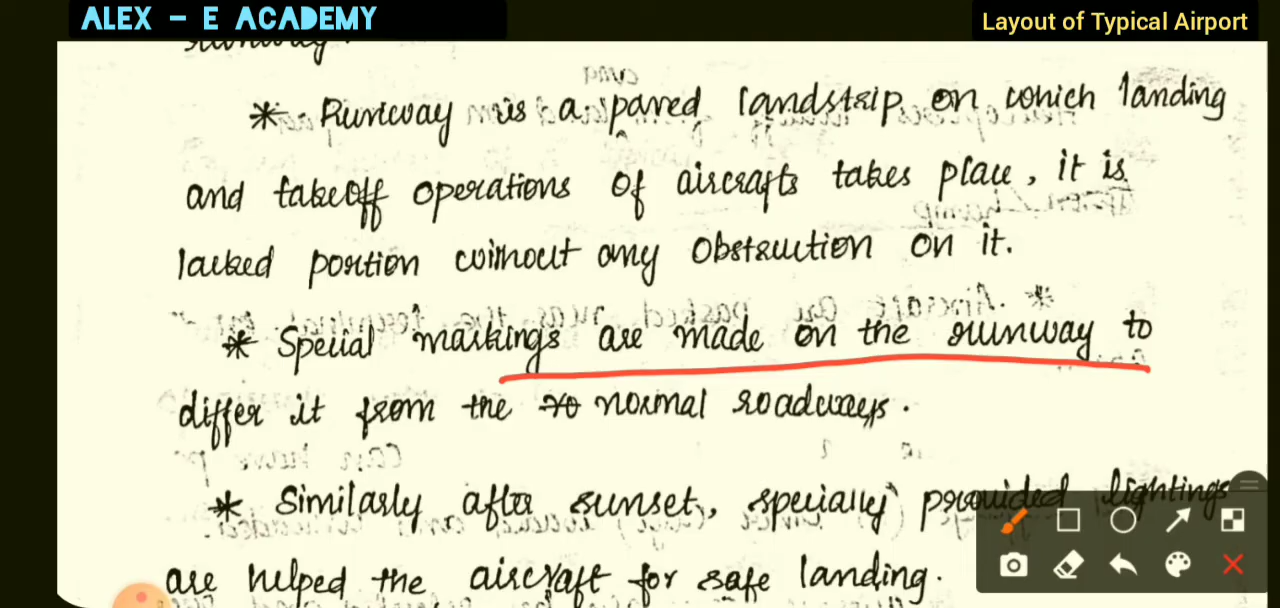 ALEX - E ACADEMY
Layout of Typical Airport
runway.
* Runway is a paved landstrip on which landing
and takeoff operations of aircrafts takes place, it is
lacked portion without any obstruction on it.
* Special markings are made on the runway to
differ it from the normal roadways.
* Similarly after sunset, specially provided lightings
are helped the aircraft for safe landing.